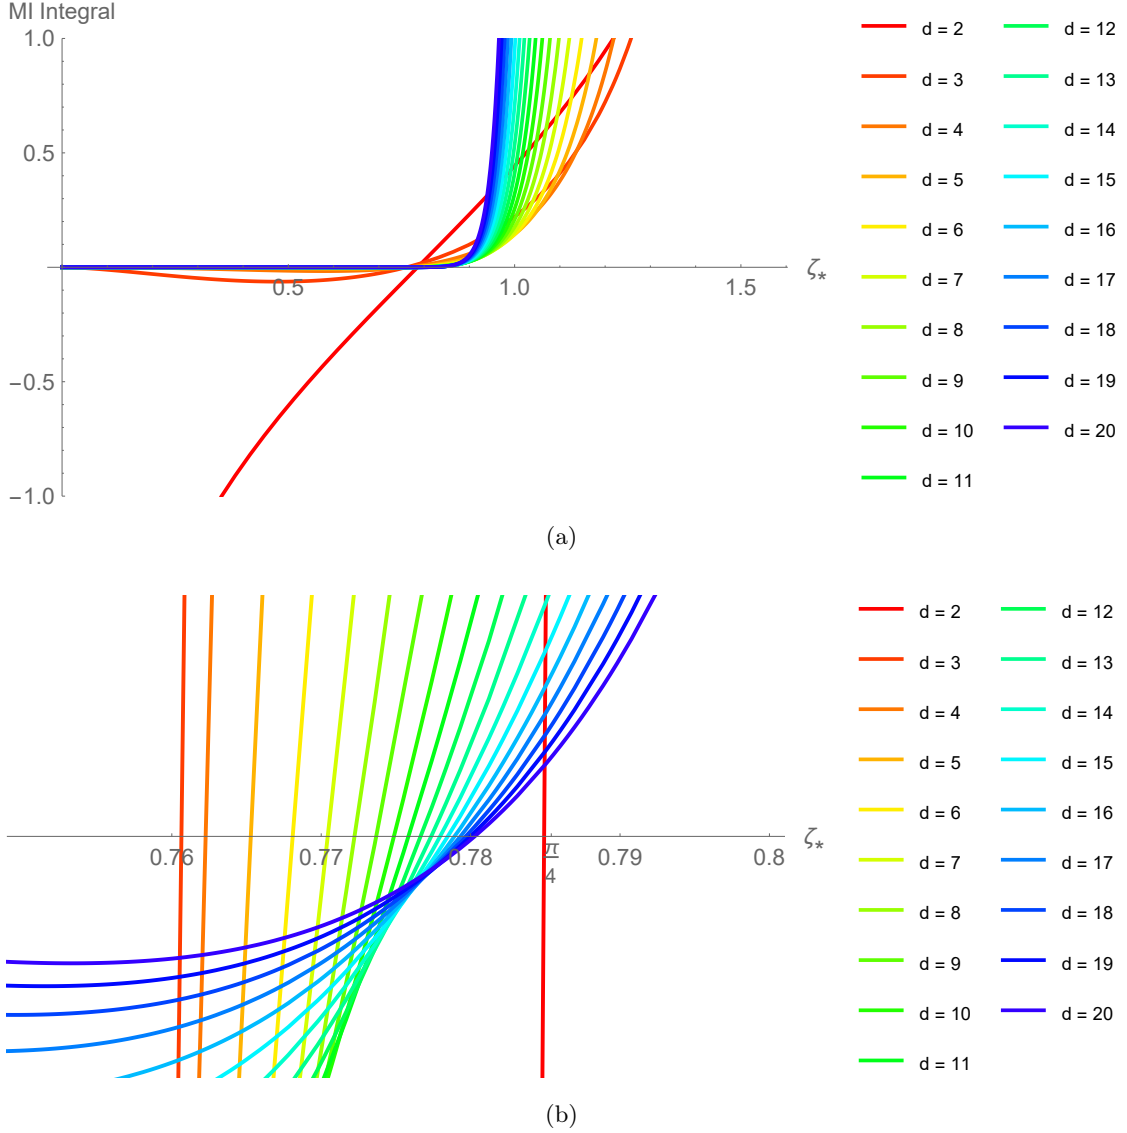 MI Integral
1.0
0.5
−0.5
−1.0
0.5
1.0
1.5
ζ*
d = 2
d = 3
d = 4
d = 5
d = 6
d = 7
d = 8
d = 9
d = 10
d = 11
d = 12
d = 13
d = 14
d = 15
d = 16
d = 17
d = 18
d = 19
d = 20
(a)
0.76
0.77
0.78
π
4
0.79
0.8
ζ*
d = 2
d = 3
d = 4
d = 5
d = 6
d = 7
d = 8
d = 9
d = 10
d = 11
d = 12
d = 13
d = 14
d = 15
d = 16
d = 17
d = 18
d = 19
d = 20
(b)